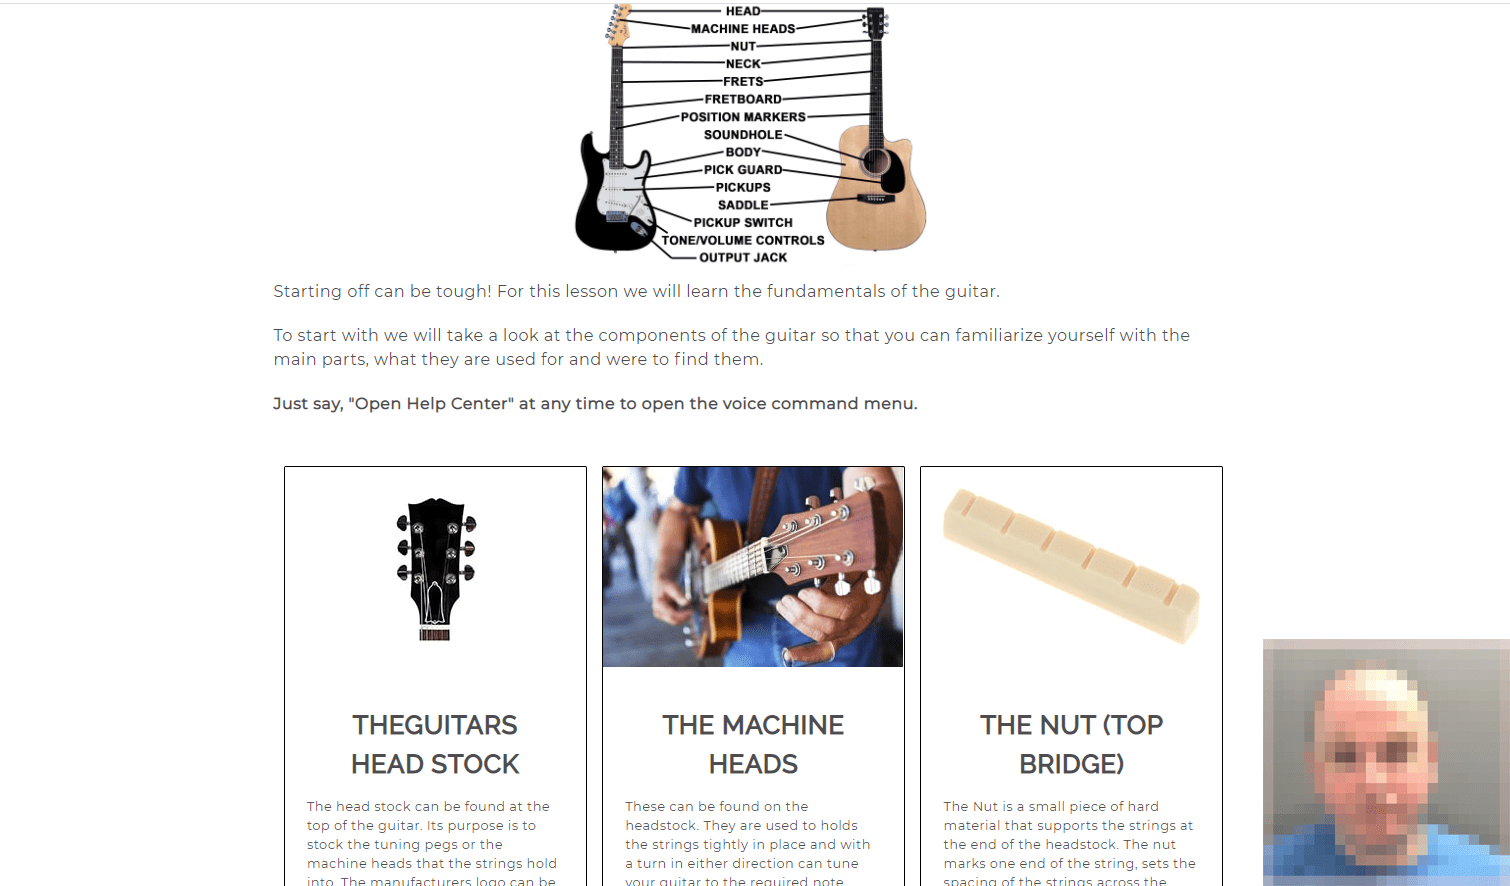 HEAD
MACHINE HEADS
NUT
NECK
FRETS
FRETBOARD
POSITION MARKERS
SOUNDHOLE
BODY
PICK GUARD
PICKUPS
SADDLE
PICKUP SWITCH
TONE/VOLUME CONTROLS
OUTPUT JACK
Starting off can be tough! For this lesson we will learn the fundamentals of the guitar.
To start with we will take a look at the components of the guitar so that you can familiarize yourself with the
main parts, what they are used for and were to find them.
Just say, "Open Help Center" at any time to open the voice command menu.
THEGUITARS
HEAD STOCK
The head stock can be found at the
top of the guitar. Its purpose is to
stock the tuning pegs or the
machine heads that the strings hold
into. The manufacturers logo can be
THE MACHINE
HEADS
These can be found on the
headstock. They are used to holds
the strings tightly in place and with
a turn in either direction can tune
your guitar to the required note
THE NUT (TOP
BRIDGE)
The Nut is a small piece of hard
material that supports the strings at
the end of the headstock. The nut
marks one end of the string, sets the
spacing of the strings across the